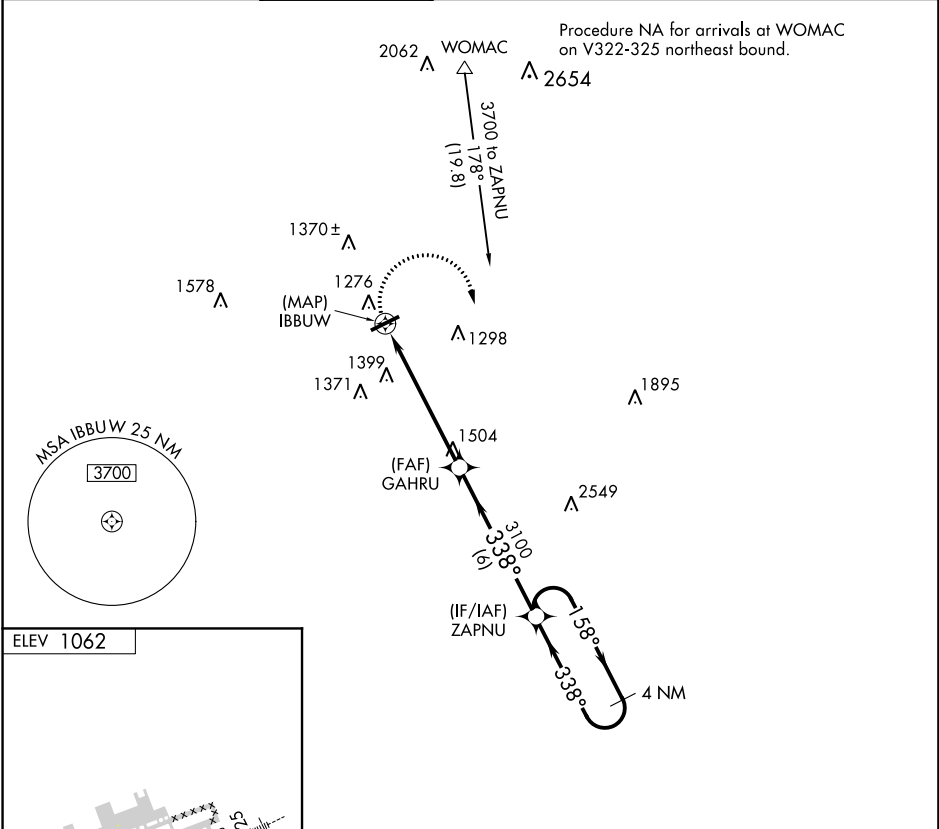 Procedure NA for arrivals at WOMAC
on V322-325 northeast bound.
2062
WOMAC
2654
3700 to ZAPNU
178°
(19.8)
1370±
1578
1276
(MAP)
IBBUW
1298
1399
1371
1895
MSA IBBUW 25 NM
3700
1504
(FAF)
GAHRU
2549
3100
338°
(6)
(IF/IAF)
ZAPNU
158°
338°
4 NM
ELEV 1062
25